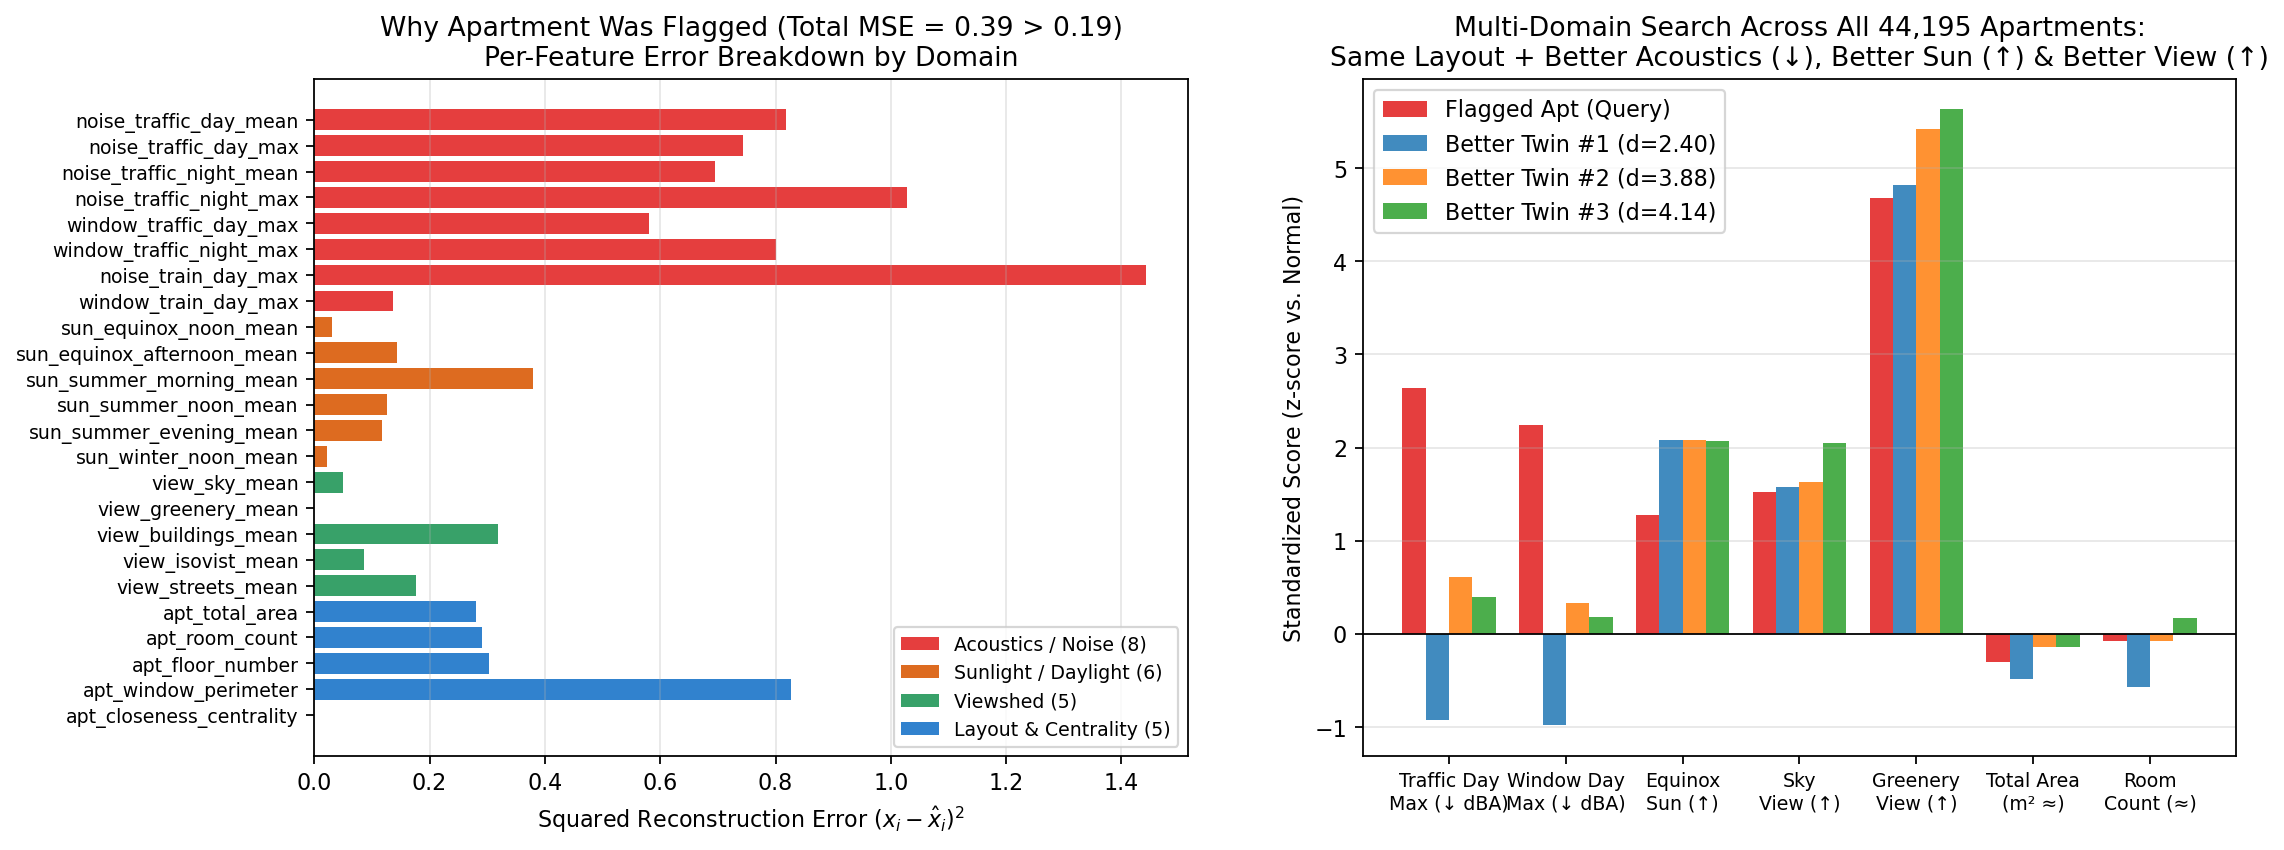 Why Apartment Was Flagged (Total MSE = 0.39 > 0.19)
Per-Feature Error Breakdown by Domain
noise_traffic_day_mean
noise_traffic_day_max
noise_traffic_night_mean
noise_traffic_night_max
window_traffic_day_max
window_traffic_night_max
noise_train_day_max
window_train_day_max
sun_equinox_noon_mean
sun_equinox_afternoon_mean
sun_summer_morning_mean
sun_summer_noon_mean
sun_summer_evening_mean
sun_winter_noon_mean
view_sky_mean
view_greenery_mean
view_buildings_mean
view_isovist_mean
view_streets_mean
apt_total_area
apt_room_count
apt_floor_number
apt_window_perimeter
apt_closeness_centrality
Acoustics / Noise (8)
Sunlight / Daylight (6)
Viewshed (5)
Layout & Centrality (5)
0.0 0.2 0.4 0.6 0.8 1.0 1.2 1.4
Squared Reconstruction Error (x_i − x̂_i)²
Multi-Domain Search Across All 44,195 Apartments:
Same Layout + Better Acoustics (↓), Better Sun (↑) & Better View (↑)
Flagged Apt (Query)
Better Twin #1 (d=2.40)
Better Twin #2 (d=3.88)
Better Twin #3 (d=4.14)
Standardized Score (z-score vs. Normal)
5
4
3
2
1
0
−1
Traffic Day
Max (↓ dBA)
Window Day
Max (↓ dBA)
Equinox
Sun (↑)
Sky
View (↑)
Greenery
View (↑)
Total Area
(m² ≈)
Room
Count (≈)